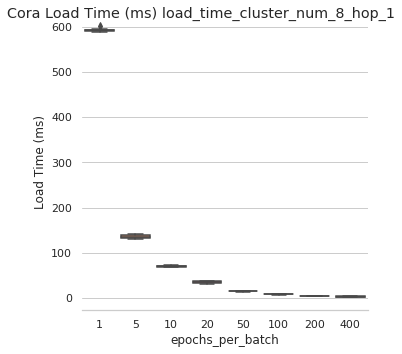 Cora Load Time (ms) load_time_cluster_num_8_hop_1
600
500
400
300
200
100
0
Load Time (ms)
1 5 10 20 50 100 200 400
epochs_per_batch